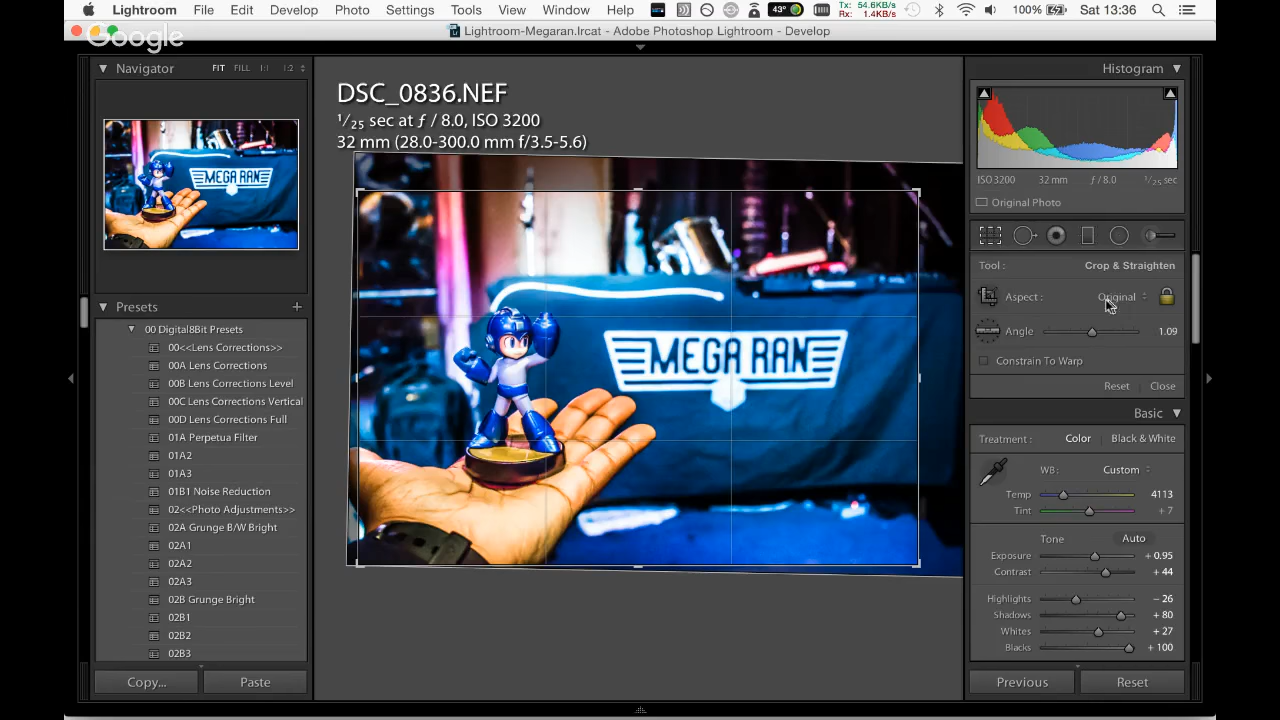 Lightroom File Edit Develop Photo Settings Tools View Window Help 43° Tx: 54.6KB/s Rx: 1.4KB/s 100% Sat 13:36
Google
Lightroom-Megaran.lrcat - Adobe Photoshop Lightroom - Develop
Navigator FIT FILL 1:1 1:2
MEGA RAN
Presets +
00 Digital8Bit Presets
00<<Lens Corrections>>
00A Lens Corrections
00B Lens Corrections Level
00C Lens Corrections Vertical
00D Lens Corrections Full
01A Perpetua Filter
01A2
01A3
01B1 Noise Reduction
02<<Photo Adjustments>>
02A Grunge B/W Bright
02A1
02A2
02A3
02B Grunge Bright
02B1
02B2
02B3
Copy... Paste
DSC_0836.NEF
1/25 sec at ƒ / 8.0, ISO 3200
32 mm (28.0-300.0 mm f/3.5-5.6)
MEGA RAN
Histogram
ISO 3200 32 mm ƒ / 8.0 1/25 sec
Original Photo
Tool : Crop & Straighten
Aspect : Original
Angle 1.09
Constrain To Warp
Reset Close
Basic
Treatment : Color Black & White
WB : Custom
Temp 4113
Tint + 7
Tone Auto
Exposure + 0.95
Contrast + 44
Highlights − 26
Shadows + 80
Whites + 27
Blacks + 100
Previous Reset